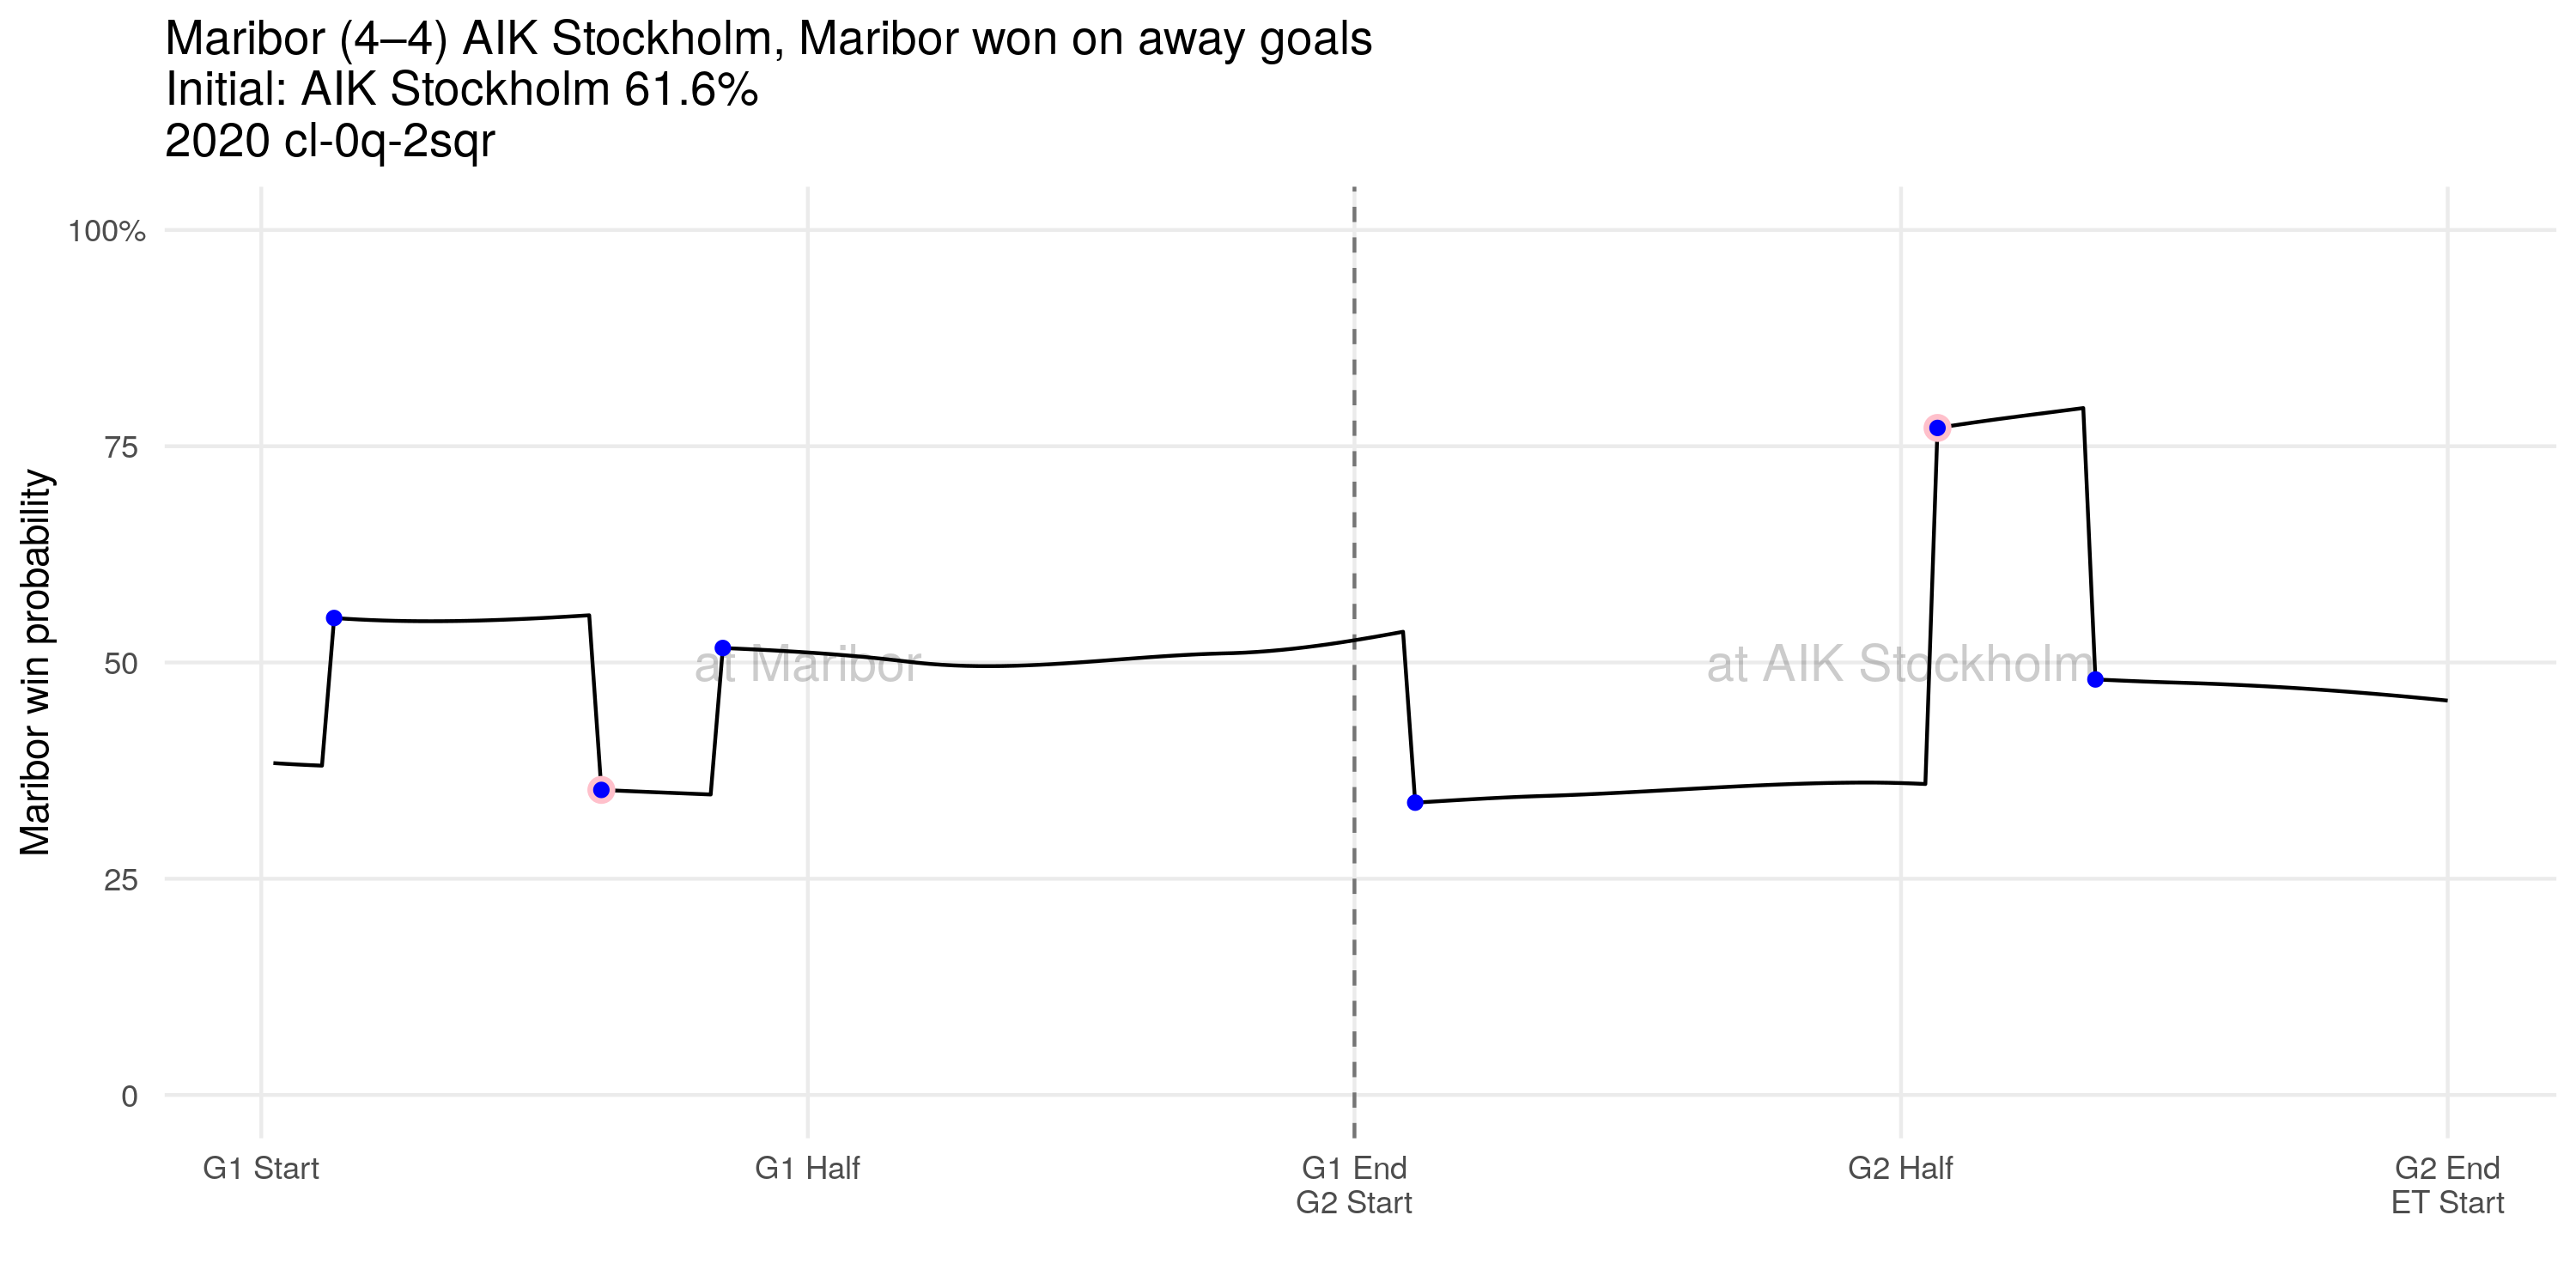 Maribor (4–4) AIK Stockholm, Maribor won on away goals
Initial: AIK Stockholm 61.6%
2020 cl-0q-2sqr
Maribor win probability
100%
75
50
25
0
at Maribor
at AIK Stockholm
G1 Start
G1 Half
G1 End
G2 Start
G2 Half
G2 End
ET Start